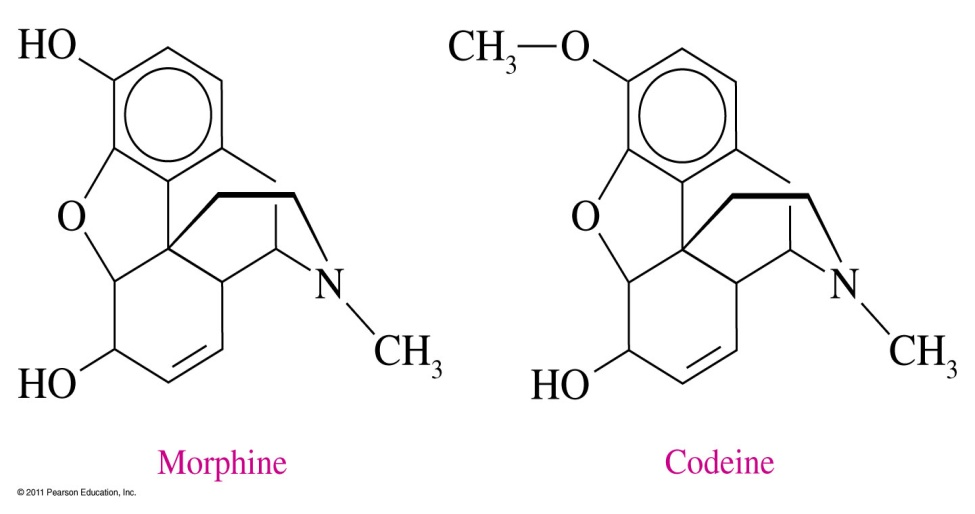 HO
CH₃—O
O
O
N
N
CH₃
CH₃
HO
HO
Morphine
Codeine
© 2011 Pearson Education, Inc.